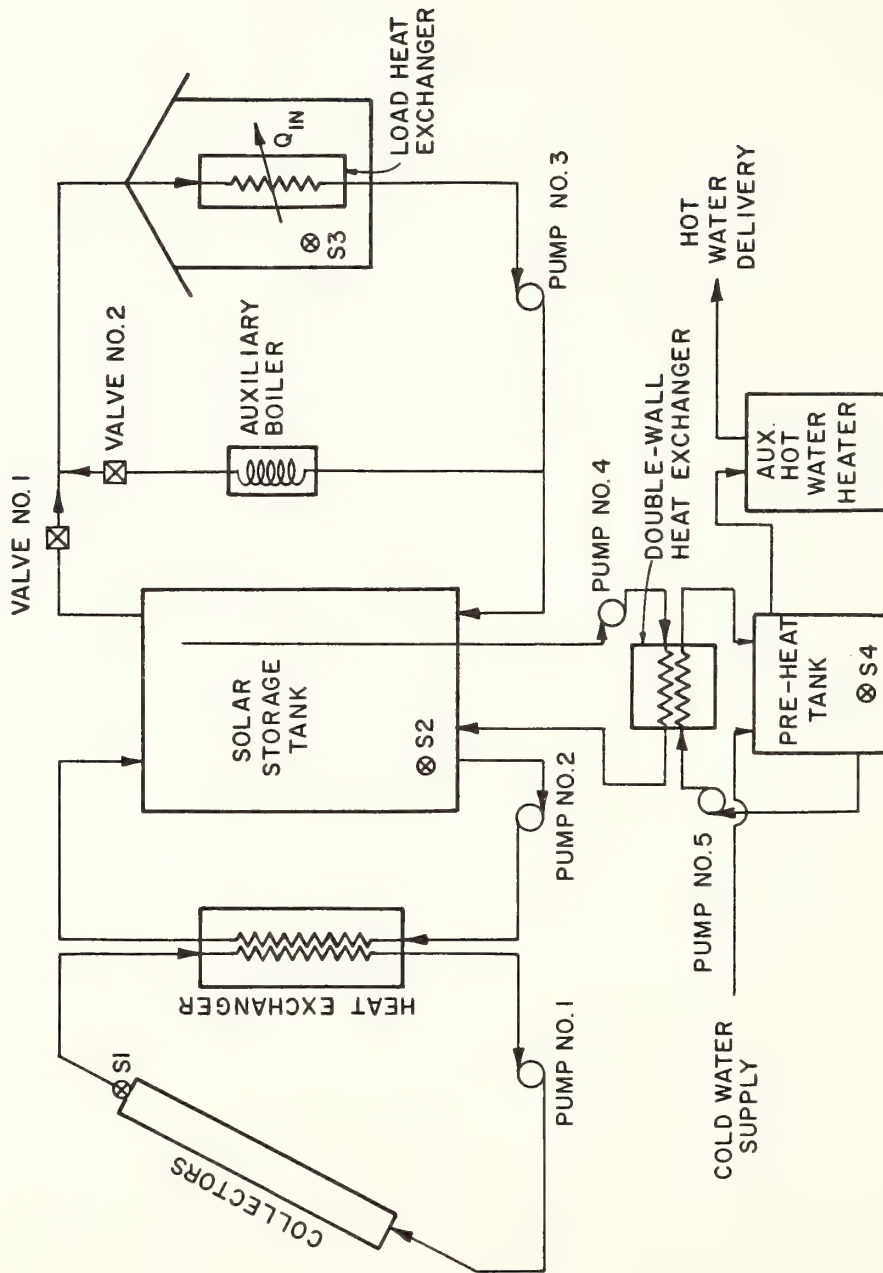 COLLECTORS
S1
HEAT EXCHANGER
PUMP NO. 1
PUMP NO. 2
SOLAR
STORAGE
TANK
S2
VALVE NO. 1
VALVE NO. 2
AUXILIARY
BOILER
Q IN
S3
LOAD HEAT
EXCHANGER
PUMP NO. 3
PUMP NO. 4
DOUBLE-WALL
HEAT EXCHANGER
PUMP NO. 5
COLD WATER
SUPPLY
PRE-HEAT
TANK
S4
AUX.
HOT
WATER
HEATER
HOT
WATER
DELIVERY